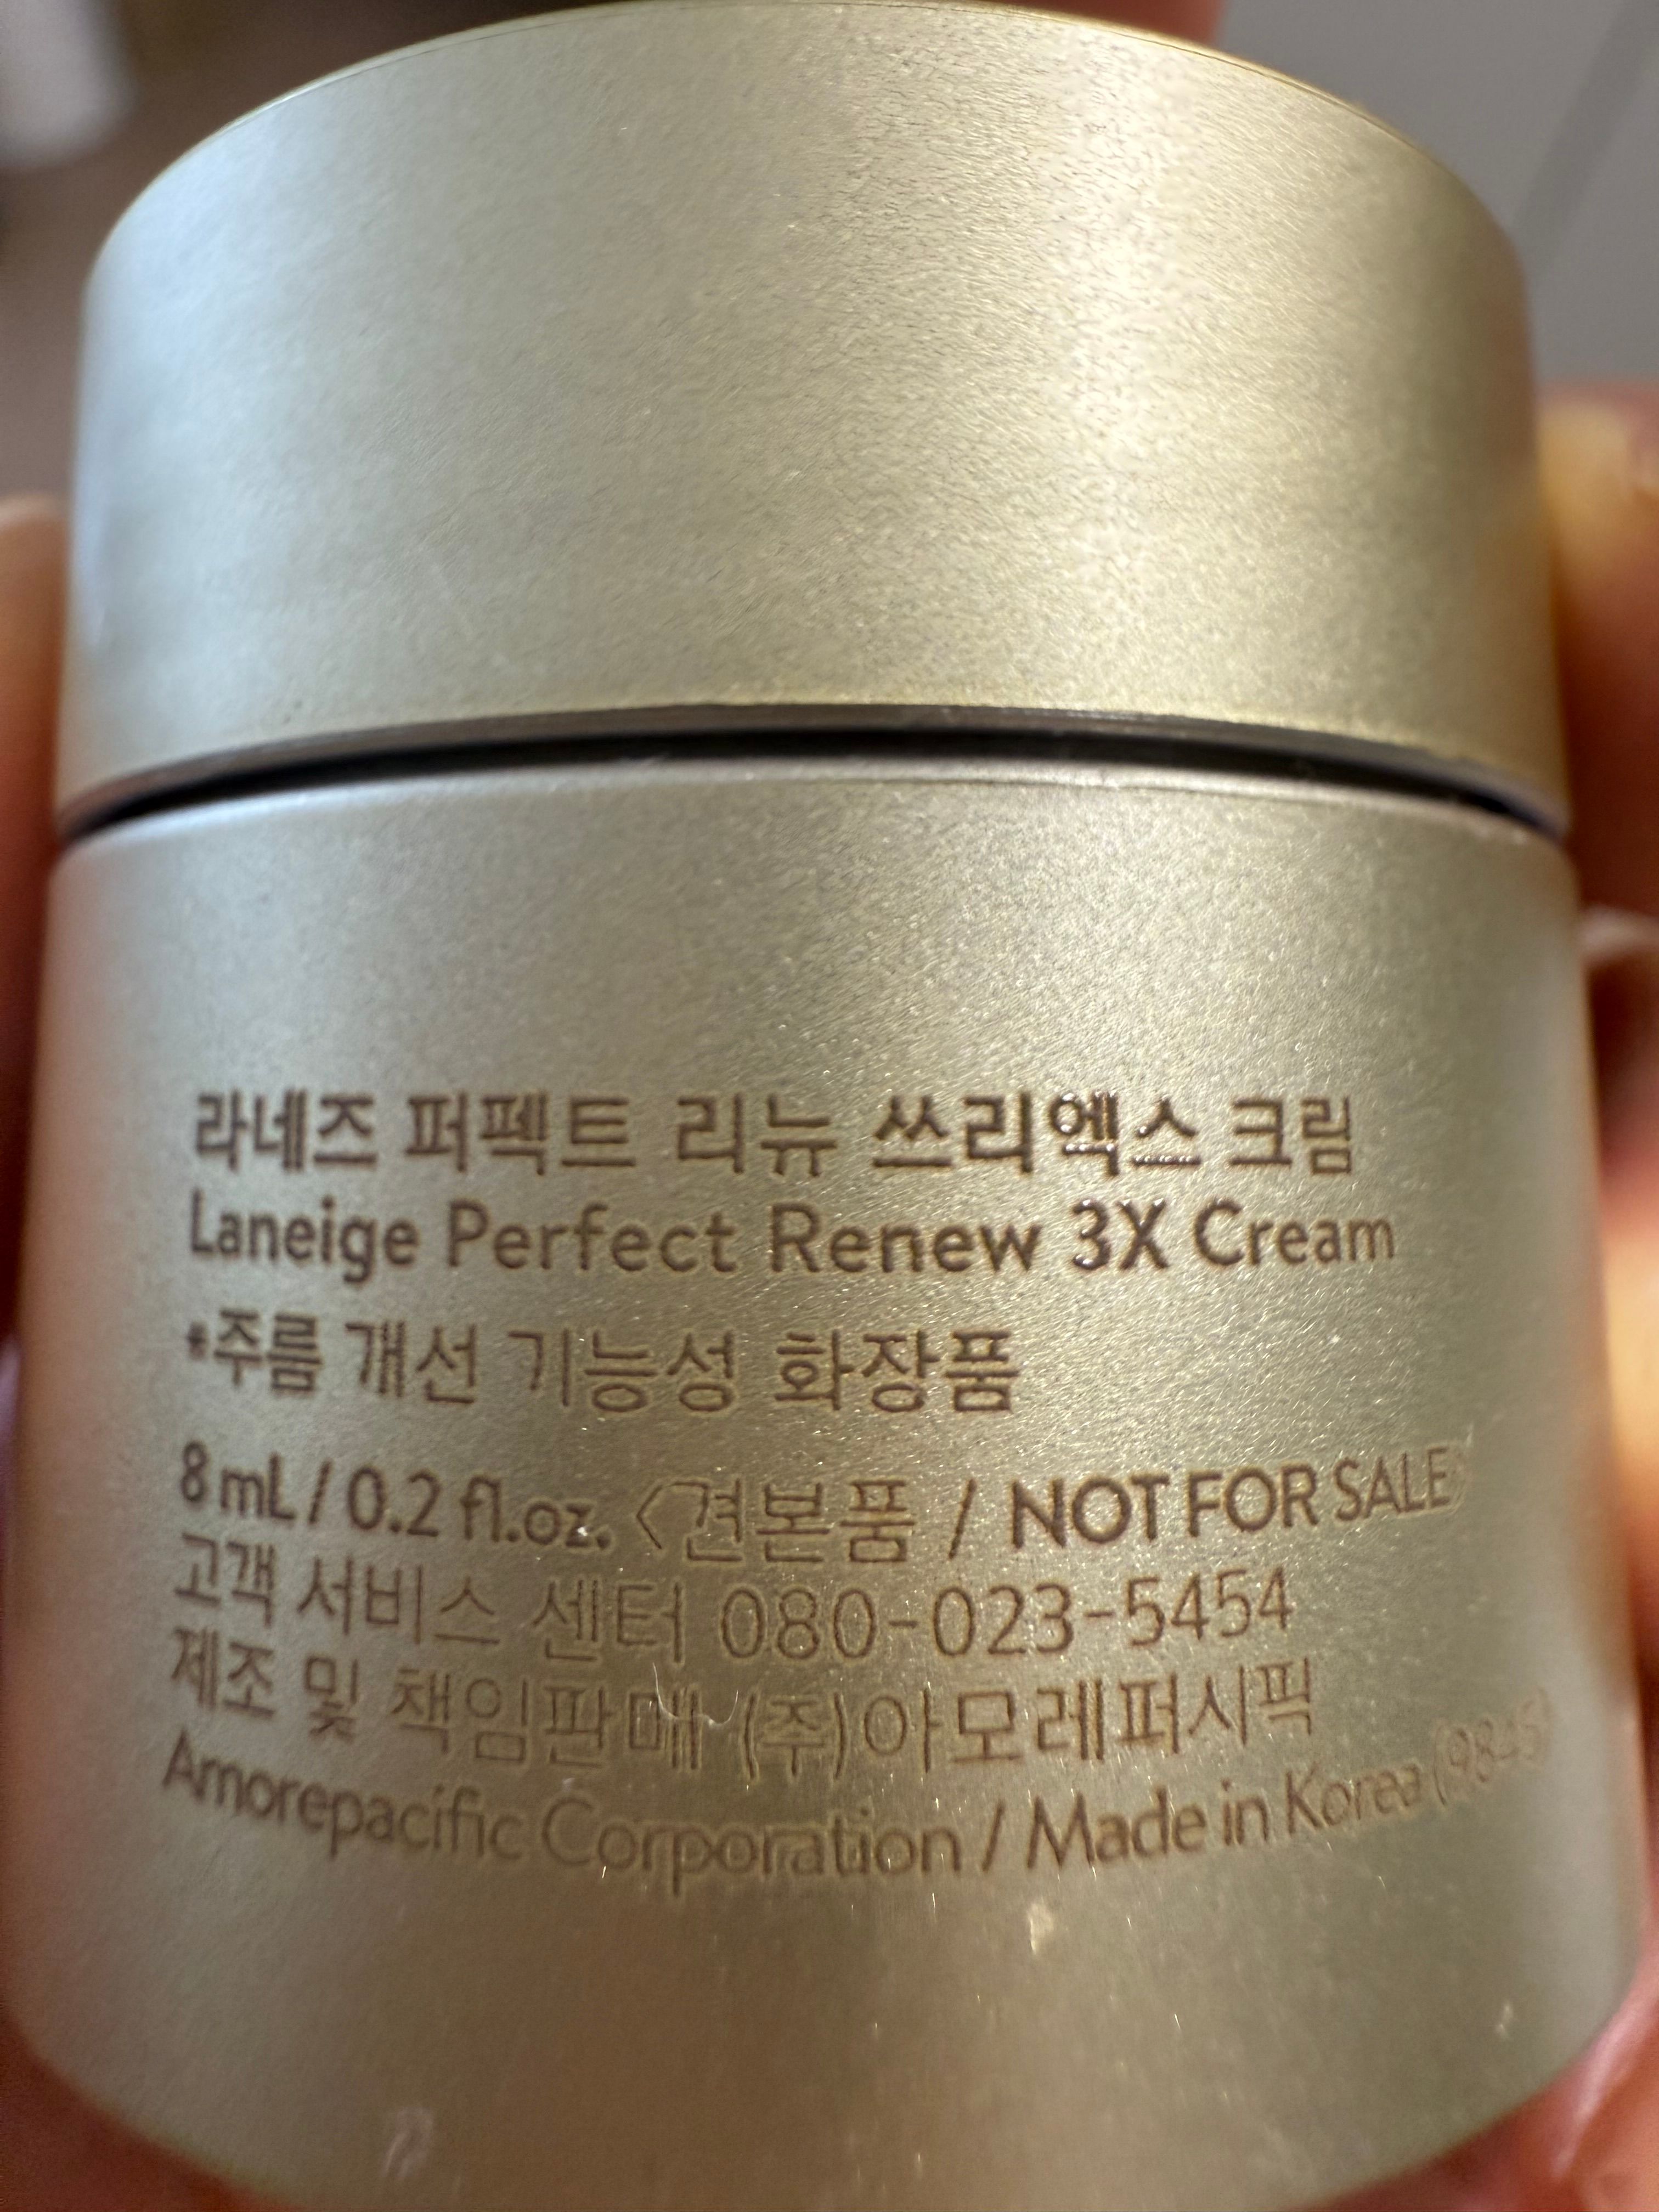 라네즈 퍼펙트 리뉴 쓰리엑스 크림
Laneige Perfect Renew 3X Cream
*주름 개선 기능성 화장품
8 mL / 0.2 fl.oz. <견본품 / NOT FOR SALE>
고객 서비스 센터 080-023-5454
제조 및 책임판매 (주)아모레퍼시픽
Amorepacific Corporation / Made in Korea (9845)